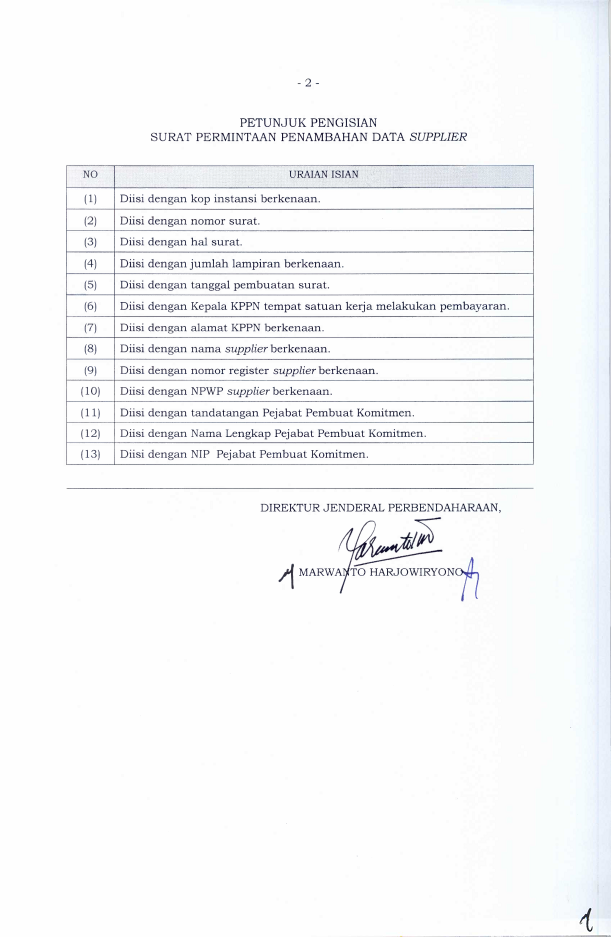 - 2 -
PETUNJUK PENGISIAN
SURAT PERMINTAAN PENAMBAHAN DATA SUPPLIER
NO URAIAN ISIAN
(1) Diisi dengan kop instansi berkenaan.
(2) Diisi dengan nomor surat.
(3) Diisi dengan hal surat.
(4) Diisi dengan jumlah lampiran berkenaan.
(5) Diisi dengan tanggal pembuatan surat.
(6) Diisi dengan Kepala KPPN tempat satuan kerja melakukan pembayaran.
(7) Diisi dengan alamat KPPN berkenaan.
(8) Diisi dengan nama supplier berkenaan.
(9) Diisi dengan nomor register supplier berkenaan.
(10) Diisi dengan NPWP supplier berkenaan.
(11) Diisi dengan tandatangan Pejabat Pembuat Komitmen.
(12) Diisi dengan Nama Lengkap Pejabat Pembuat Komitmen.
(13) Diisi dengan NIP Pejabat Pembuat Komitmen.
DIREKTUR JENDERAL PERBENDAHARAAN,
MARWANTO HARJOWIRYONO